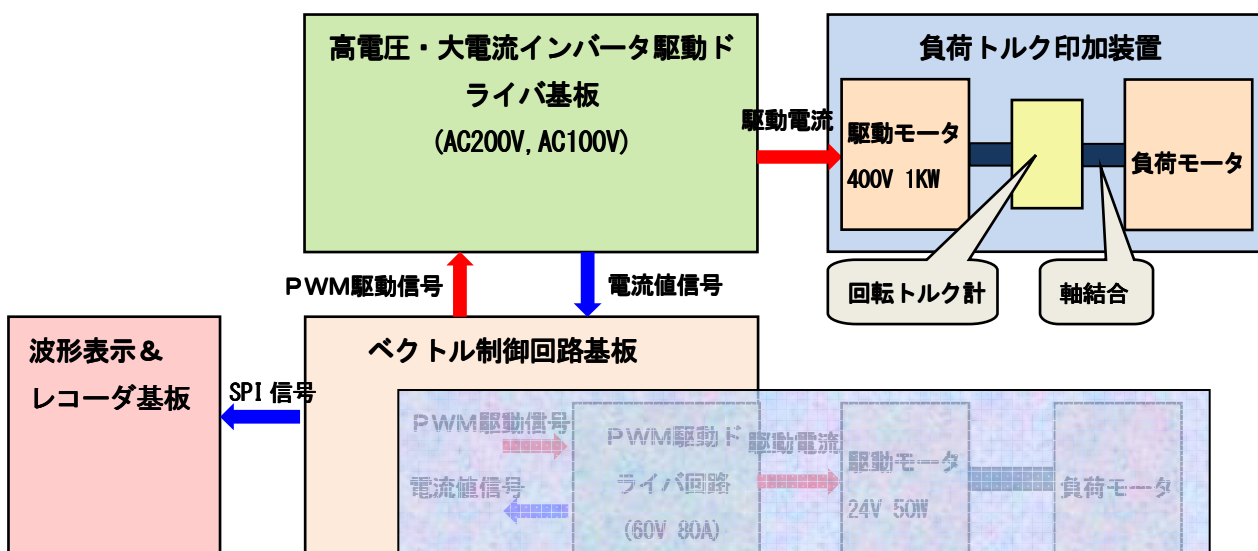 高電圧・大電流インバータ駆動ド
ライバ基板
(AC200V, AC100V)
負荷トルク印加装置
駆動電流
駆動モータ
400V 1KW
負荷モータ
回転トルク計
軸結合
PWM駆動信号
電流値信号
波形表示&
レコーダ基板
SPI 信号
ベクトル制御回路基板
PWM駆動信号
電流値信号
PWM駆動ド
ライバ回路
(60V 80A)
駆動電流
駆動モータ
24V 50W
負荷モータ